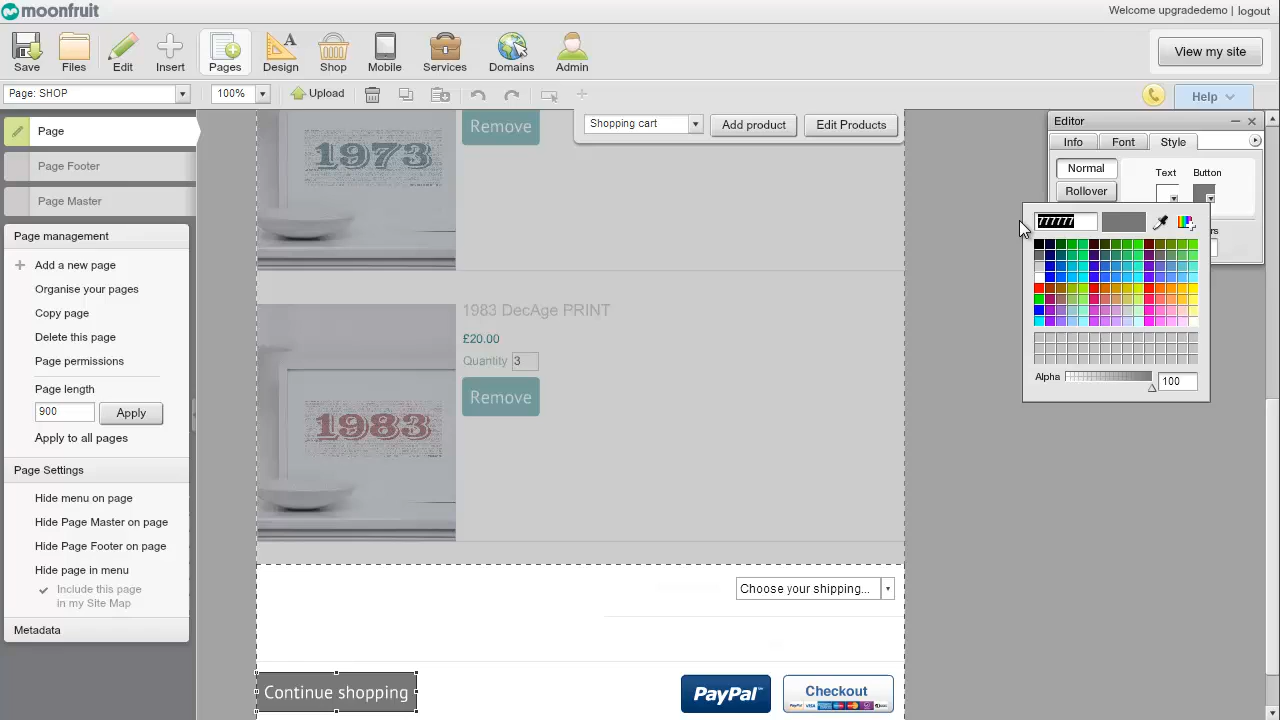 moonfruit
Welcome upgradedemo | logout
Save
Files
Edit
Insert
Pages
Design
Shop
Mobile
Services
Domains
Admin
View my site
Page: SHOP
100%
Upload
Help
Page
Page Footer
Page Master
Page management
Add a new page
Organise your pages
Copy page
Delete this page
Page permissions
Page length
900
Apply
Apply to all pages
Page Settings
Hide menu on page
Hide Page Master on page
Hide Page Footer on page
Hide page in menu
Include this page
in my Site Map
Metadata
Remove
Shopping cart
Add product
Edit Products
1973
1983 DecAge PRINT
£20.00
Quantity 3
Remove
1983
Choose your shipping...
Continue shopping
PayPal
Checkout
Editor
Info
Font
Style
Normal
Text
Button
Rollover
777777
Alpha
100